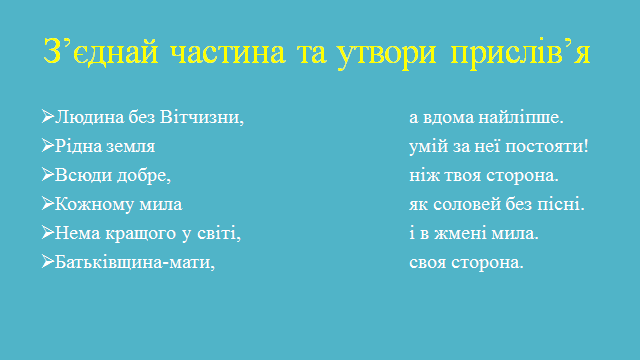 З’єднай частина та утвори прислів’я
➢Людина без Вітчизни, а вдома найліпше.
➢Рідна земля умій за неї постояти!
➢Всюди добре, ніж твоя сторона.
➢Кожному мила як соловей без пісні.
➢Нема кращого у світі, і в жмені мила.
➢Батьківщина-мати, своя сторона.